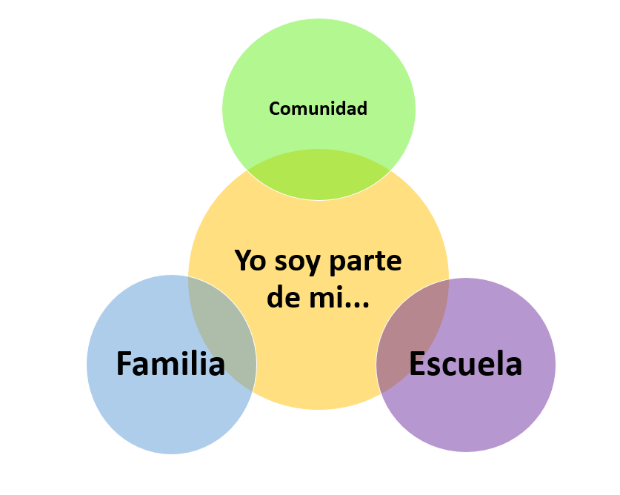 Comunidad
Yo soy parte
de mi...
Familia
Escuela